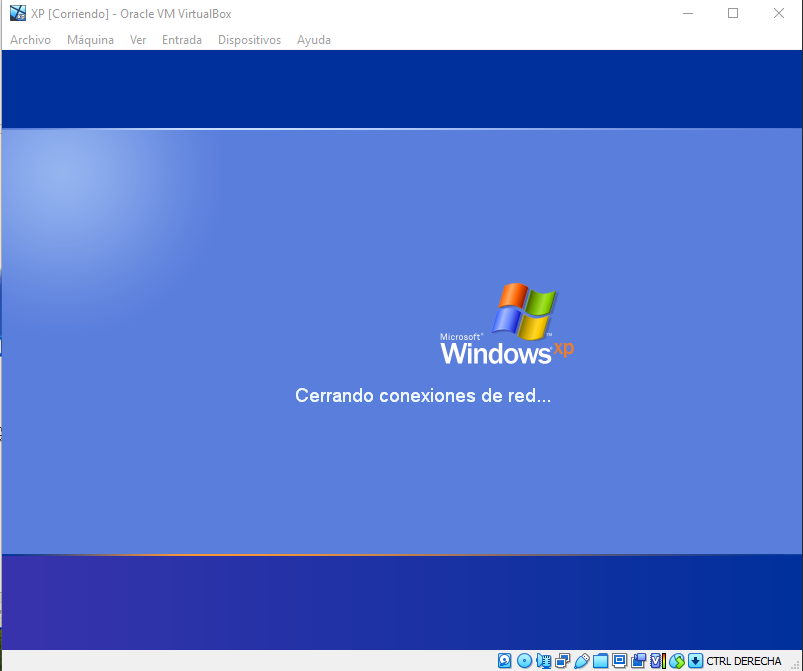 XP [Corriendo] - Oracle VM VirtualBox
Archivo Máquina Ver Entrada Dispositivos Ayuda
Microsoft®
Windows xp™
Cerrando conexiones de red...
CTRL DERECHA